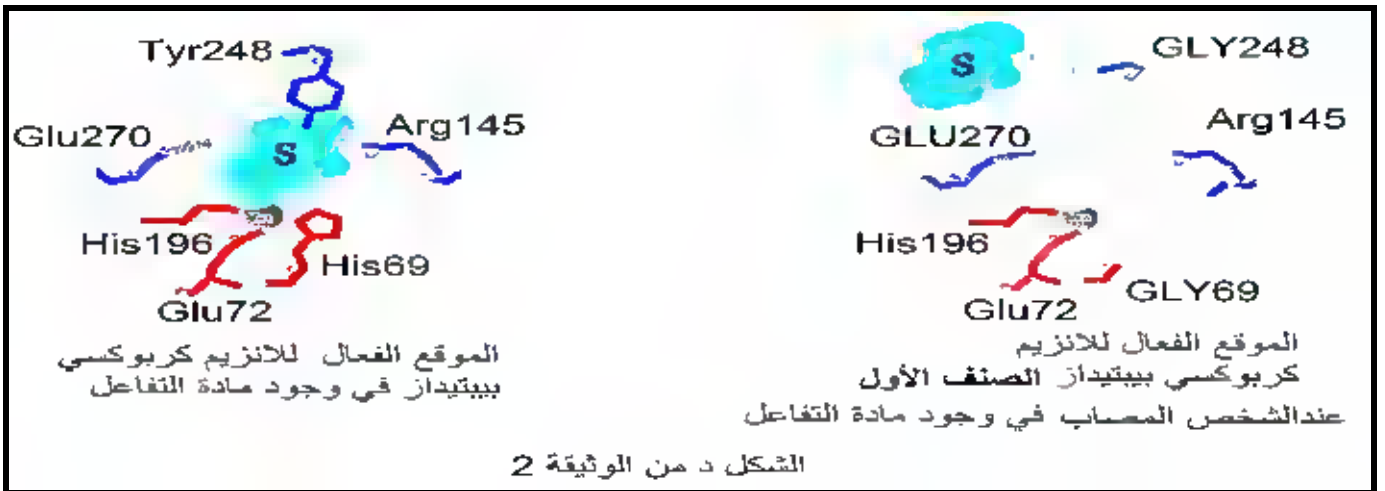 Tyr248
S
Glu270
Arg145
His196
His69
Glu72
الموقع الفعال للانزيم كربوكسي
بيبتيداز في وجود مادة التفاعل
S
GLY248
GLU270
Arg145
His196
GLY69
Glu72
الموقع الفعال للانزيم
كربوكسي بيبتيداز الصنف الأول
عندالشخص المصاب في وجود مادة التفاعل
الشكل د من الوثيقة 2